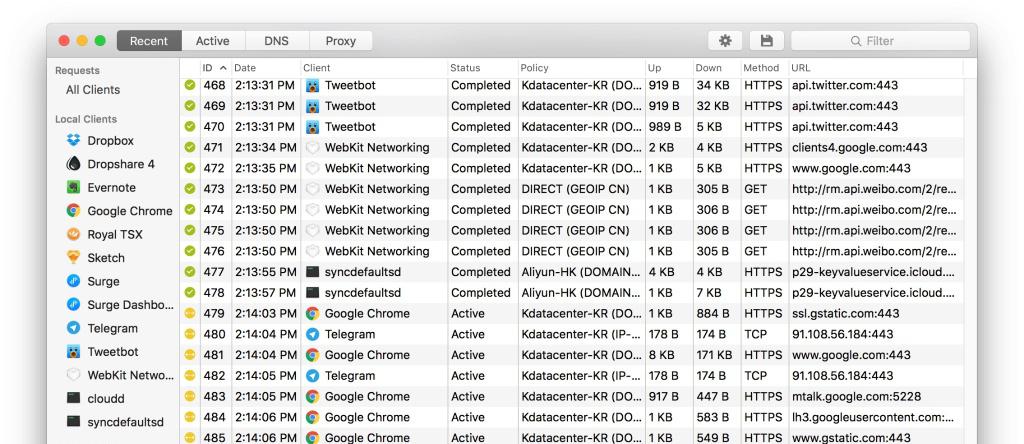 Recent Active DNS Proxy Filter
Requests
All Clients
Local Clients
Dropbox
Dropshare 4
Evernote
Google Chrome
Royal TSX
Sketch
Surge
Surge Dashbo...
Telegram
Tweetbot
WebKit Netwo...
cloudd
syncdefaultsd
ID Date Client Status Policy Up Down Method URL
468 2:13:31 PM Tweetbot Completed Kdatacenter-KR (DO... 919 B 34 KB HTTPS api.twitter.com:443
469 2:13:31 PM Tweetbot Completed Kdatacenter-KR (DO... 919 B 32 KB HTTPS api.twitter.com:443
470 2:13:31 PM Tweetbot Completed Kdatacenter-KR (DO... 989 B 5 KB HTTPS api.twitter.com:443
471 2:13:34 PM WebKit Networking Completed Kdatacenter-KR (DO... 2 KB 4 KB HTTPS clients4.google.com:443
472 2:13:35 PM WebKit Networking Completed Kdatacenter-KR (DO... 1 KB 5 KB HTTPS www.google.com:443
473 2:13:50 PM WebKit Networking Completed DIRECT (GEOIP CN) 1 KB 305 B GET http://rm.api.weibo.com/2/re...
474 2:13:50 PM WebKit Networking Completed DIRECT (GEOIP CN) 1 KB 306 B GET http://rm.api.weibo.com/2/re...
475 2:13:50 PM WebKit Networking Completed DIRECT (GEOIP CN) 1 KB 305 B GET http://rm.api.weibo.com/2/re...
476 2:13:50 PM WebKit Networking Completed DIRECT (GEOIP CN) 1 KB 305 B GET http://rm.api.weibo.com/2/re...
477 2:13:55 PM syncdefaultsd Completed Aliyun-HK (DOMAIN... 4 KB 4 KB HTTPS p29-keyvalueservice.icloud....
478 2:13:57 PM syncdefaultsd Completed Aliyun-HK (DOMAIN... 1 KB 7 KB HTTPS p29-keyvalueservice.icloud....
479 2:14:03 PM Google Chrome Active Kdatacenter-KR (DO... 1 KB 884 B HTTPS ssl.gstatic.com:443
480 2:14:04 PM Telegram Active Kdatacenter-KR (IP-... 178 B 174 B TCP 91.108.56.184:443
481 2:14:04 PM Google Chrome Active Kdatacenter-KR (DO... 8 KB 171 KB HTTPS www.google.com:443
482 2:14:05 PM Telegram Active Kdatacenter-KR (IP-... 178 B 174 B TCP 91.108.56.184:443
483 2:14:05 PM Google Chrome Active Kdatacenter-KR (DO... 917 B 447 B HTTPS mtalk.google.com:5228
484 2:14:06 PM Google Chrome Active Kdatacenter-KR (DO... 1 KB 583 B HTTPS lh3.googleusercontent.com:...
485 2:14:06 PM Google Chrome Active Kdatacenter-KR (DO... 1 KB 549 B HTTPS www.gstatic.com:443